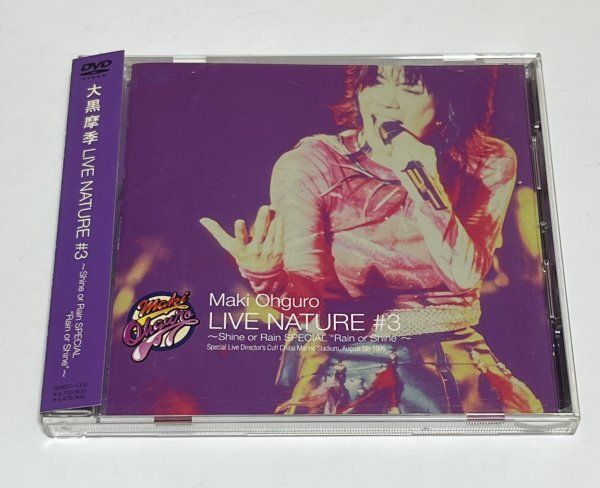 DVD
VIDEO
大黒摩季 LIVE NATURE #3
～Shine or Rain SPECIAL
"Rain or Shine"～
Maki
Ohguro
Maki Ohguro
LIVE NATURE #3
～Shine or Rain SPECIAL "Rain or Shine"～
Special Live Director's Cut! Chiba Marine Stadium, August 5th 1999